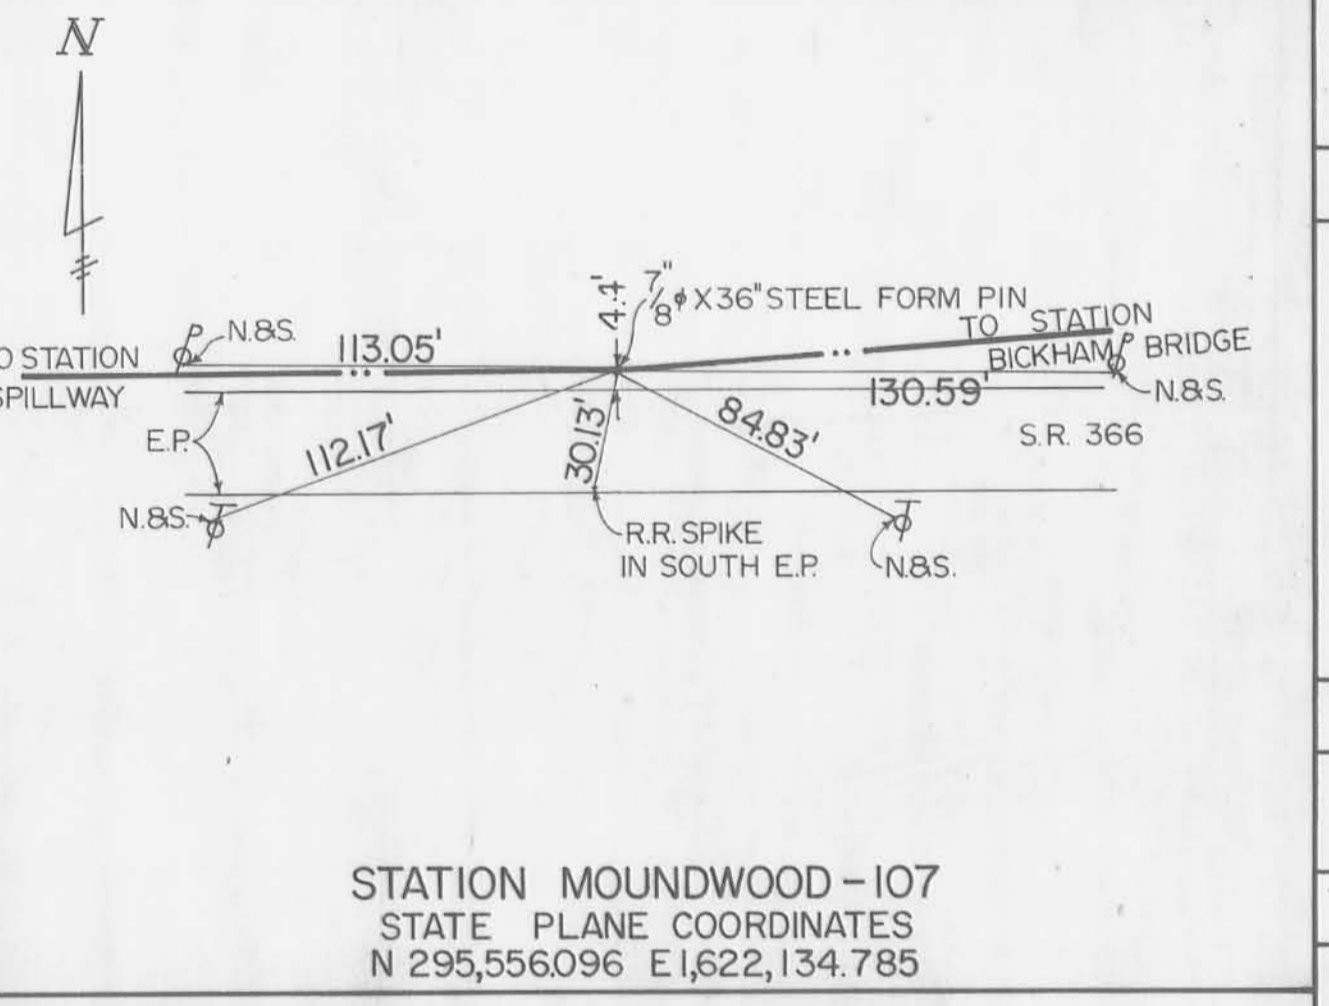 N
N.&S.
113.05'
4.4'
7/8"ϕ X 36" STEEL FORM PIN
TO STATION
BICKHAM BRIDGE
O STATION
SPILLWAY
P
P
130.59'
N.&S.
E.P.
112.17'
30.13'
84.83'
S.R. 366
N.&S.
T
T
R.R. SPIKE
IN SOUTH E.P.
N.&S.
STATION MOUNDWOOD-107
STATE PLANE COORDINATES
N 295,556.096 E 1,622,134.785